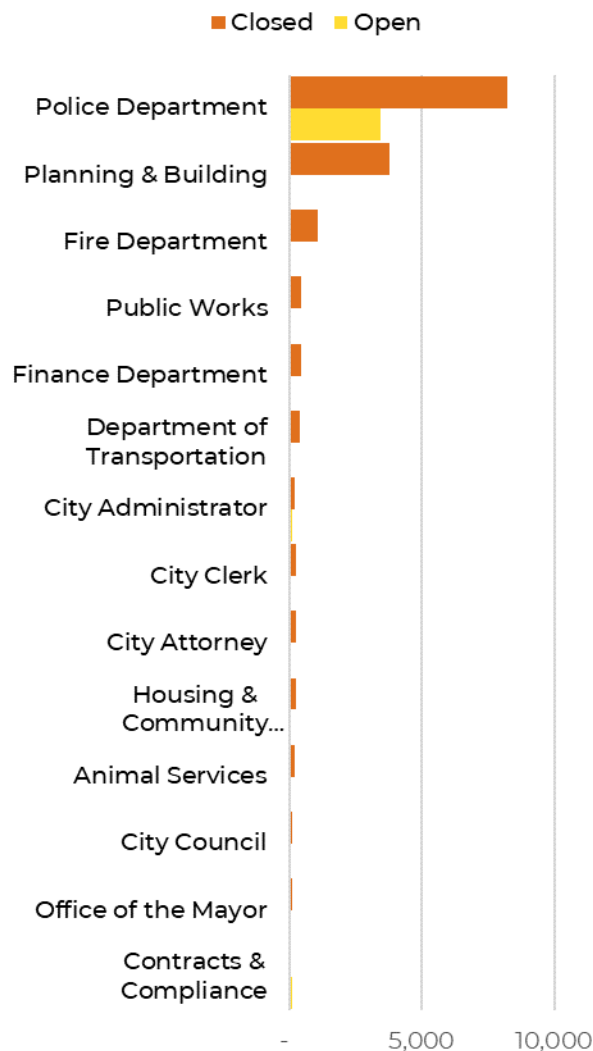 Closed Open
Police Department
Planning & Building
Fire Department
Public Works
Finance Department
Department of
Transportation
City Administrator
City Clerk
City Attorney
Housing &
Community...
Animal Services
City Council
Office of the Mayor
Contracts &
Compliance
- 5,000 10,000